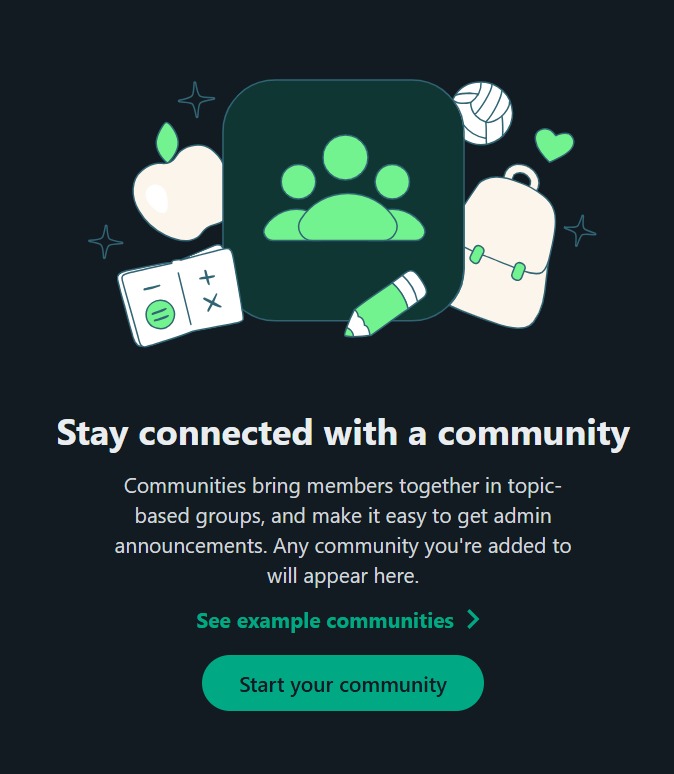 Stay connected with a community
Communities bring members together in topic-
based groups, and make it easy to get admin
announcements. Any community you're added to
will appear here.
See example communities
Start your community